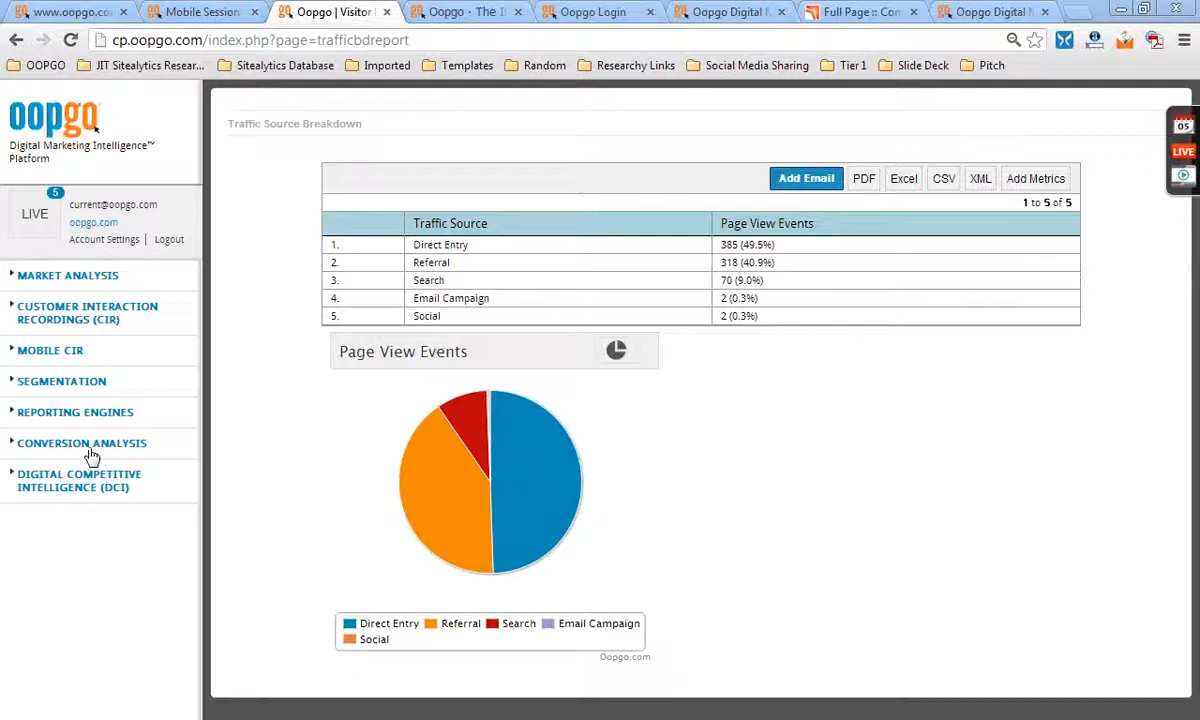 www.oopgo.co
Mobile Session
Oopgo | Visitor
Oopgo - The I
Oopgo Login
Oopgo Digital M
Full Page :: Com
Oopgo Digital M
cp.oopgo.com/index.php?page=trafficbdreport
OOPGO
JIT Sitealytics Resear...
Sitealytics Database
Imported
Templates
Random
Researchy Links
Social Media Sharing
Tier 1
Slide Deck
Pitch
oopgo
Digital Marketing Intelligence™
Platform
5
LIVE
current@oopgo.com
oopgo.com
Account Settings | Logout
MARKET ANALYSIS
CUSTOMER INTERACTION
RECORDINGS (CIR)
MOBILE CIR
SEGMENTATION
REPORTING ENGINES
CONVERSION ANALYSIS
DIGITAL COMPETITIVE
INTELLIGENCE (DCI)
Traffic Source Breakdown
Add Email PDF Excel CSV XML Add Metrics
1 to 5 of 5
Traffic Source Page View Events
1. Direct Entry 385 (49.5%)
2. Referral 318 (40.9%)
3. Search 70 (9.0%)
4. Email Campaign 2 (0.3%)
5. Social 2 (0.3%)
Page View Events
Direct Entry Referral Search Email Campaign
Social
Oopgo.com
05
LIVE